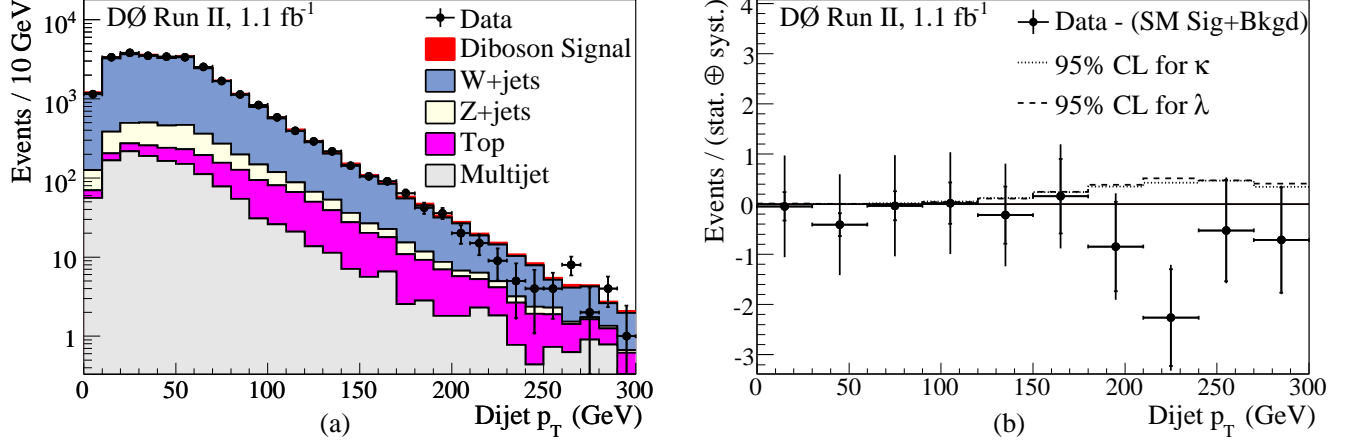 DØ Run II, 1.1 fb⁻¹
Data
Diboson Signal
W+jets
Z+jets
Top
Multijet
Events / 10 GeV
10⁴
10³
10²
10
1
0 50 100 150 200 250 300
Dijet p_T (GeV)
(a)
DØ Run II, 1.1 fb⁻¹
Data - (SM Sig+Bkgd)
95% CL for κ
95% CL for λ
Events / (stat. ⊕ syst.)
4
3
2
1
0
-1
-2
-3
0 50 100 150 200 250 300
Dijet p_T (GeV)
(b)